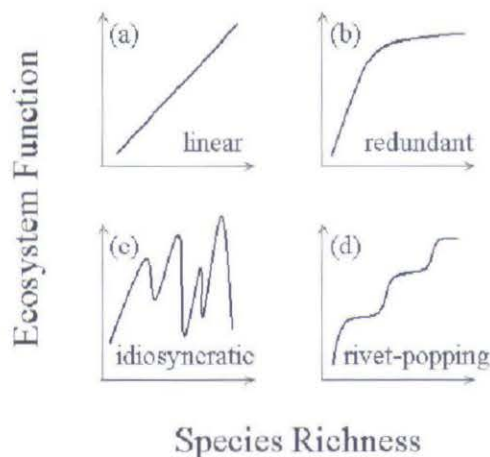 Ecosystem Function
(a)
linear
(b)
redundant
(c)
idiosyncratic
(d)
rivet-popping
Species Richness